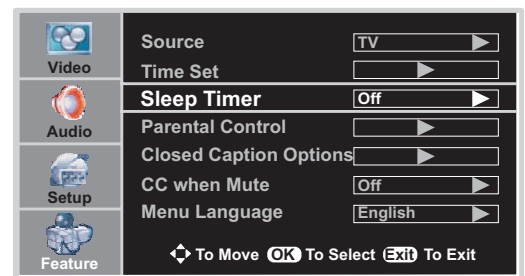 Video
Audio
Setup
Feature
Source TV
Time Set
Sleep Timer Off
Parental Control
Closed Caption Options
CC when Mute Off
Menu Language English
To Move OK To Select Exit To Exit